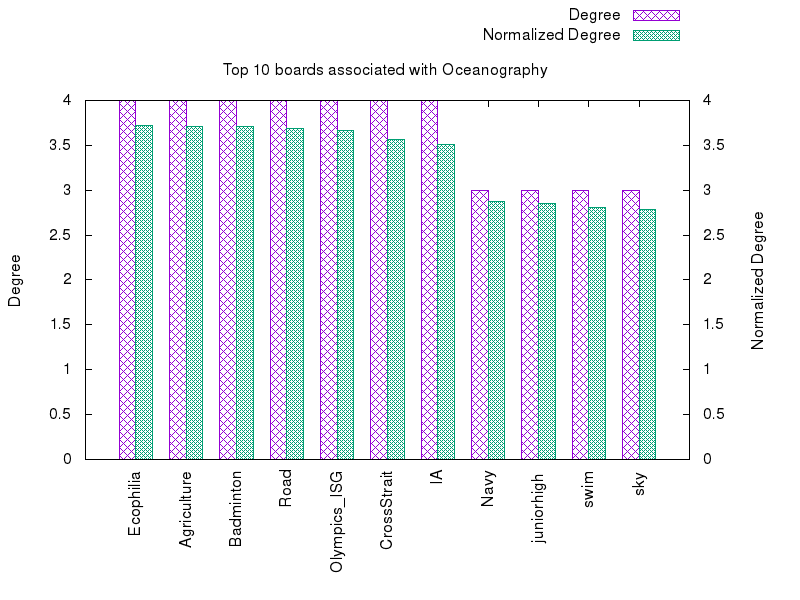 Degree
Normalized Degree
Top 10 boards associated with Oceanography
4
3.5
3
2.5
2
1.5
1
0.5
0
Degree
4
3.5
3
2.5
2
1.5
1
0.5
0
Normalized Degree
Ecophilia
Agriculture
Badminton
Road
Olympics_ISG
CrossStrait
IA
Navy
juniorhigh
swim
sky